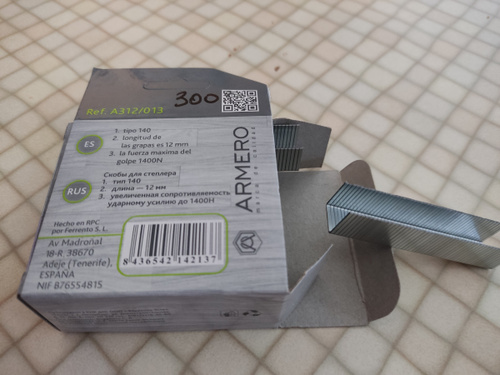 Ref. A312/013
300
ES
1. tipo 140
2. longitud de
las grapas es 12 mm
3. la fuerza maxima del
golpe 1400N
RUS
Скобы для степлера
1. тип 140
2. длина — 12 мм
3. увеличенная сопротивляемость
ударному усилию до 1400Н
ARMERO
Hecho en RPC
por Ferrento S. L.
Av Madroñal
18-R. 38670
Adeje (Tenerife),
ESPAÑA
NIF B76554815
8 436542 142137